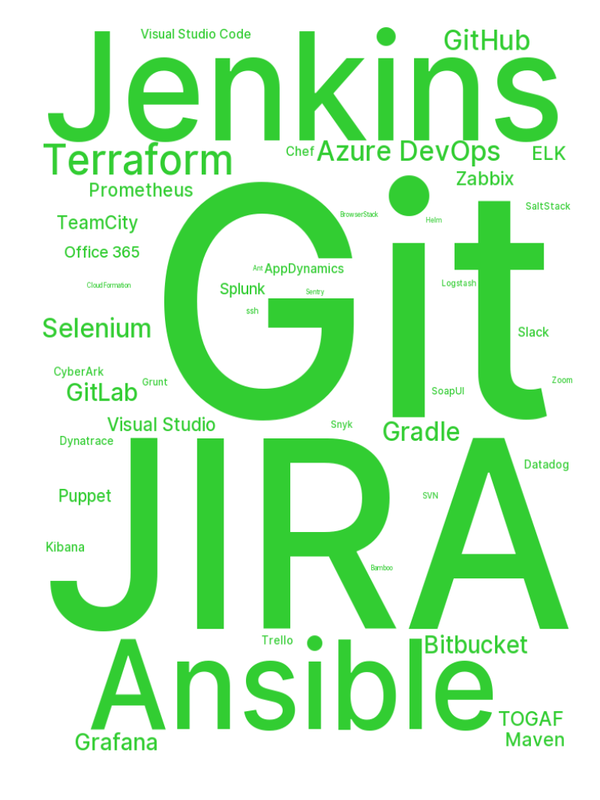 Visual Studio Code
Jenkins
GitHub
Terraform
Chef
Azure DevOps
ELK
Prometheus
Zabbix
TeamCity
BrowserStack
Helm
SaltStack
Office 365
Git
Ant
AppDynamics
CloudFormation
Splunk
Sentry
Logstash
ssh
Selenium
Slack
CyberArk
Grunt
Zoom
GitLab
SoapUI
Visual Studio
Snyk
Gradle
Dynatrace
JIRA
Datadog
Puppet
SVN
Kibana
Bamboo
Trello
Bitbucket
Ansible
TOGAF
Grafana
Maven